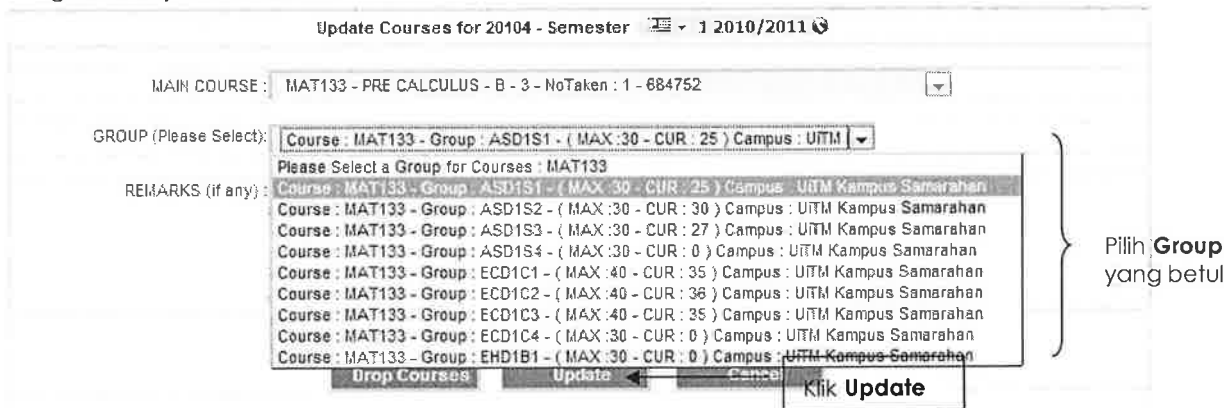 Update Courses for 20104 - Semester 1 2010/2011
MAIN COURSE : MAT133 - PRE CALCULUS - B - 3 - NoTaken : 1 - 684752
GROUP (Please Select): Course : MAT133 - Group : ASD1S1 - ( MAX :30 - CUR : 25 ) Campus : UiTM
Please Select a Group for Courses : MAT133
REMARKS (if any) : Course : MAT133 - Group : ASD1S1 - ( MAX :30 - CUR : 25 ) Campus : UiTM Kampus Samarahan
Course : MAT133 - Group : ASD1S2 - ( MAX :30 - CUR : 30 ) Campus : UiTM Kampus Samarahan
Course : MAT133 - Group : ASD1S3 - ( MAX :30 - CUR : 27 ) Campus : UiTM Kampus Samarahan
Course : MAT133 - Group : ASD1S4 - ( MAX :30 - CUR : 0 ) Campus : UiTM Kampus Samarahan
Course : MAT133 - Group : ECD1C1 - ( MAX :40 - CUR : 35 ) Campus : UiTM Kampus Samarahan
Course : MAT133 - Group : ECD1C2 - ( MAX :40 - CUR : 36 ) Campus : UiTM Kampus Samarahan
Course : MAT133 - Group : ECD1C3 - ( MAX :40 - CUR : 35 ) Campus : UiTM Kampus Samarahan
Course : MAT133 - Group : ECD1C4 - ( MAX :30 - CUR : 0 ) Campus : UiTM Kampus Samarahan
Course : MAT133 - Group : EHD1B1 - ( MAX :30 - CUR : 0 ) Campus : UiTM Kampus Samarahan
Pilih Group
yang betul
Drop Courses Update Cancel
Klik Update